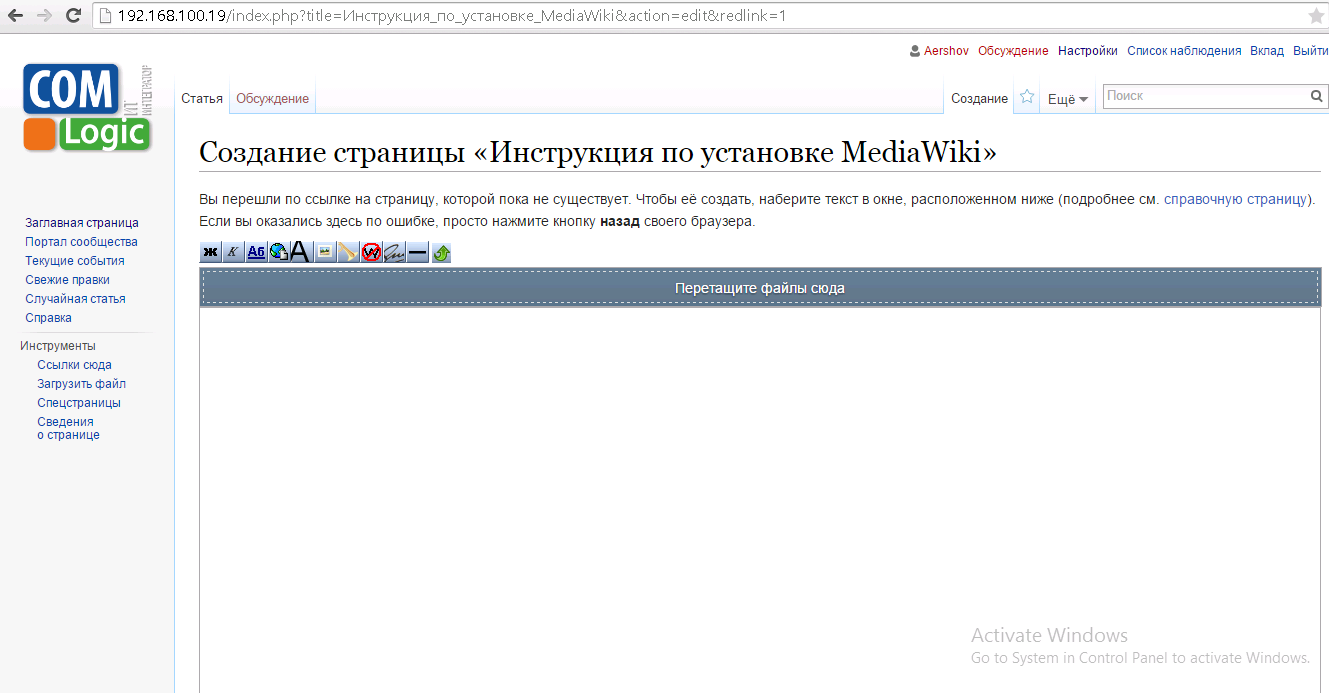 192.168.100.19/index.php?title=Инструкция_по_установке_MediaWiki&action=edit&redlink=1
Aershov Обсуждение Настройки Список наблюдения Вклад Выйти
COM
Logic
ИТ ИНТЕГРАТОР
Статья Обсуждение Создание Ещё Поиск
Создание страницы «Инструкция по установке MediaWiki»
Вы перешли по ссылке на страницу, которой пока не существует. Чтобы её создать, наберите текст в окне, расположенном ниже (подробнее см. справочную страницу).
Если вы оказались здесь по ошибке, просто нажмите кнопку назад своего браузера.
Ж К Аб A W
Перетащите файлы сюда
Заглавная страница
Портал сообщества
Текущие события
Свежие правки
Случайная статья
Справка
Инструменты
Ссылки сюда
Загрузить файл
Спецстраницы
Сведения
о странице
Activate Windows
Go to System in Control Panel to activate Windows.